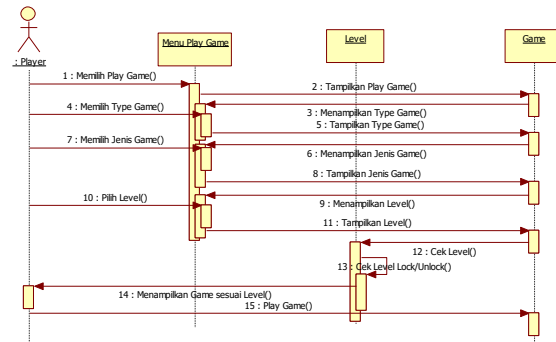 Menu Play Game
Level
Game
: Player
1 : Memilih Play Game()
2 : Tampilkan Play Game()
3 : Menampilkan Type Game()
4 : Memilih Type Game()
5 : Tampilkan Type Game()
6 : Menampilkan Jenis Game()
7 : Memilih Jenis Game()
8 : Tampilkan Jenis Game()
9 : Menampilkan Level()
10 : Pilih Level()
11 : Tampilkan Level()
12 : Cek Level()
13 : Cek Level Lock/Unlock()
14 : Menampilkan Game sesuai Level()
15 : Play Game()